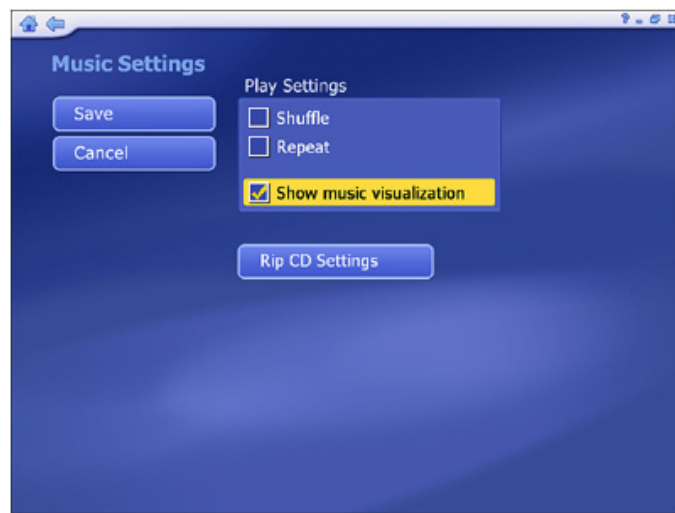 ?
Music Settings
Play Settings
Save
Shuffle
Cancel
Repeat
Show music visualization
Rip CD Settings